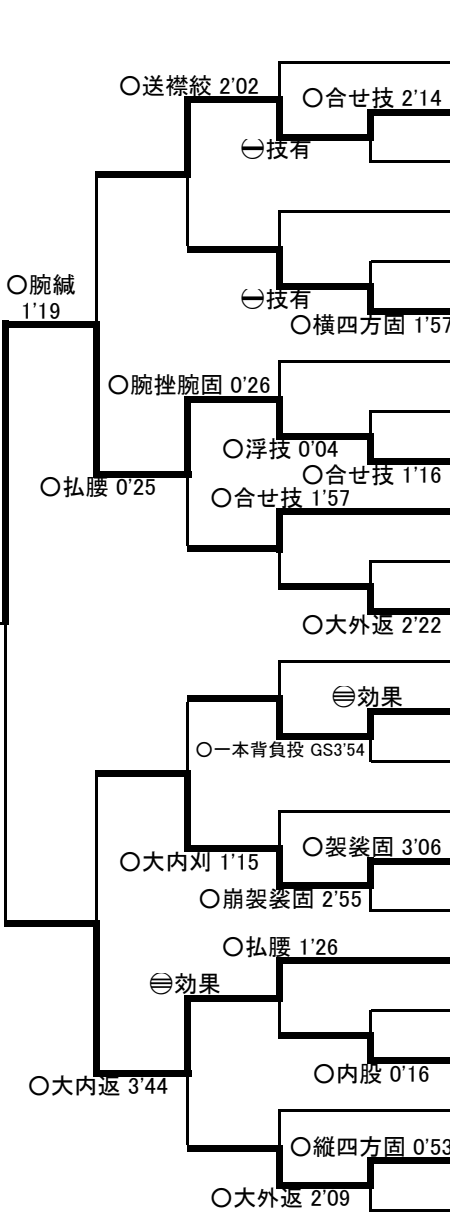 ○送襟絞 2'02
○合せ技 2'14
㊀技有
○腕緘
1'19
㊀技有
○横四方固 1'57
○腕挫腕固 0'26
○浮技 0'04
○合せ技 1'16
○払腰 0'25
○合せ技 1'57
○大外返 2'22
㊂効果
○一本背負投 GS3'54
○袈裟固 3'06
○大内刈 1'15
○崩袈裟固 2'55
○払腰 1'26
㊂効果
○内股 0'16
○大内返 3'44
○縦四方固 0'53
○大外返 2'09